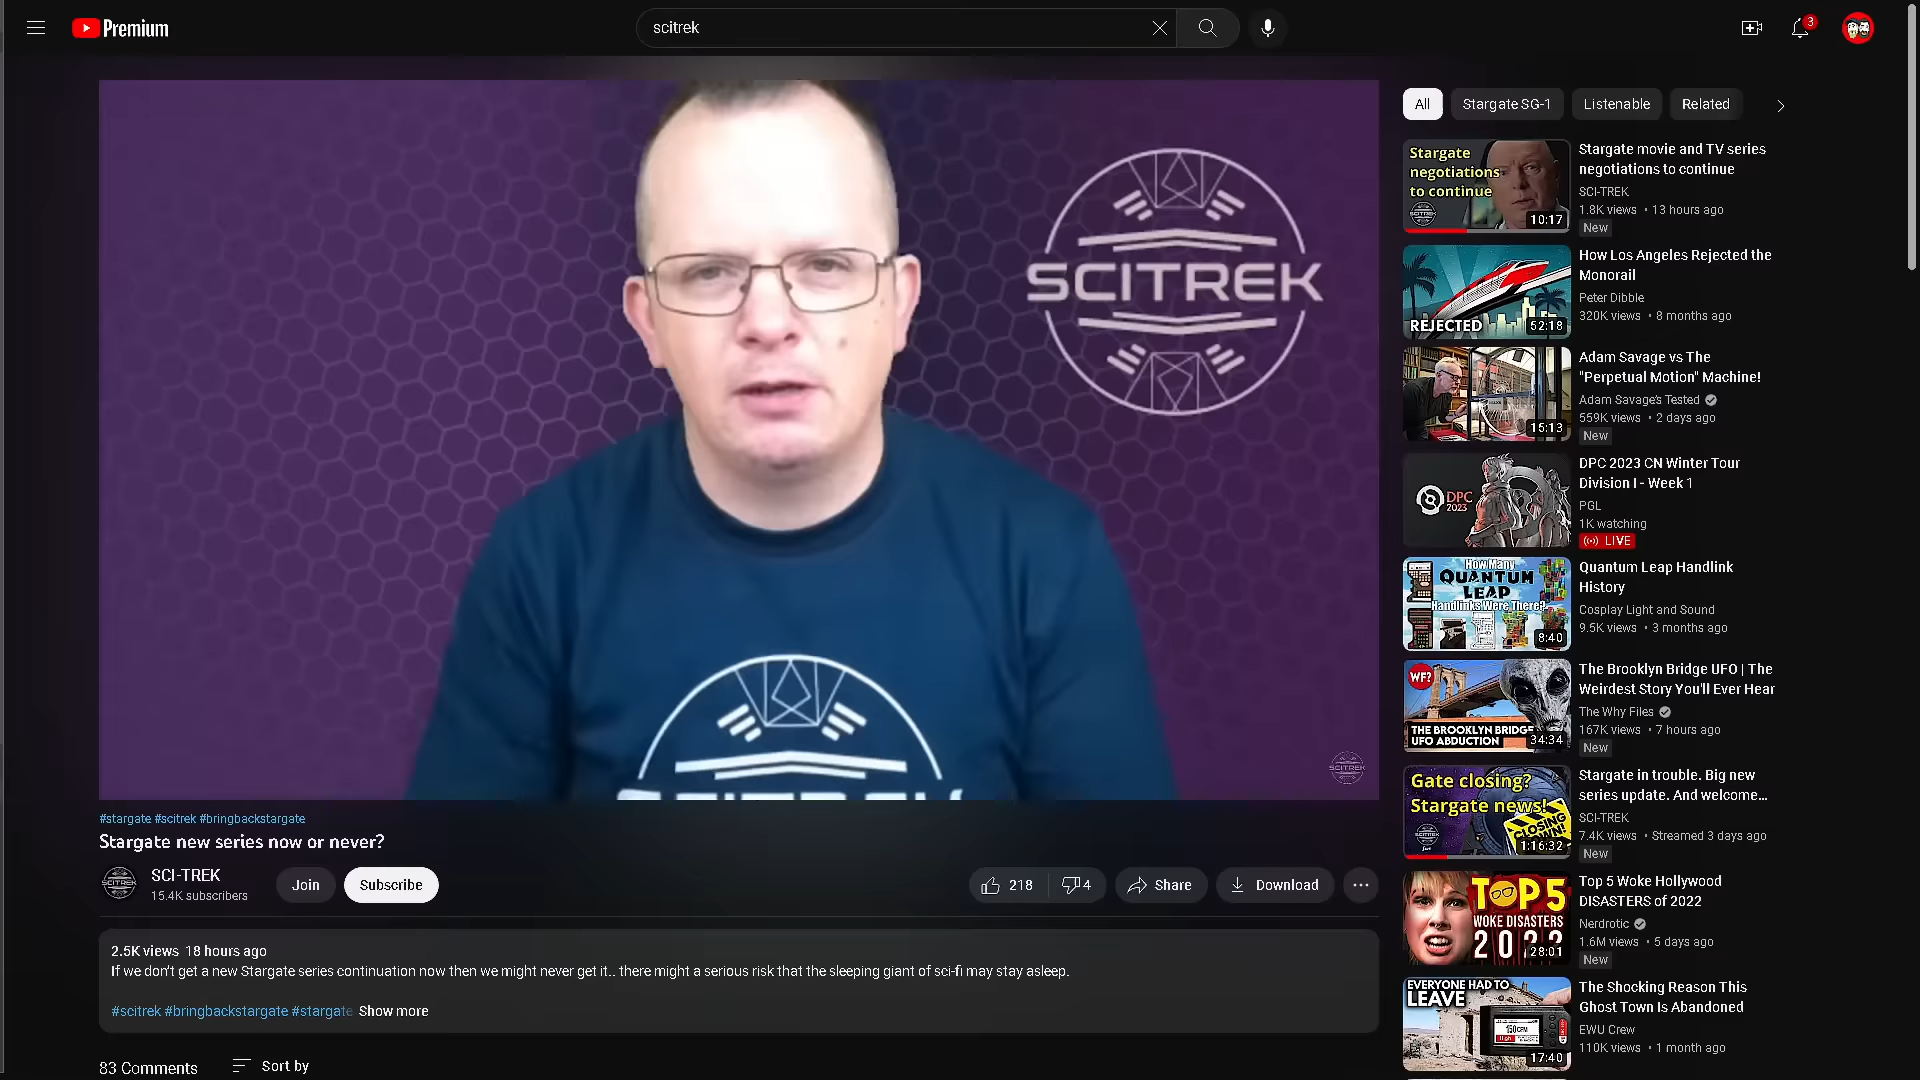 Premium
scitrek
3
SCITREK
SCITREK
#stargate #scitrek #bringbackstargate
Stargate new series now or never?
SCITREK
SCI-TREK
15.4K subscribers
Join
Subscribe
218
4
Share
Download
2.5K views 18 hours ago
If we don't get a new Stargate series continuation now then we might never get it.. there might a serious risk that the sleeping giant of sci-fi may stay asleep.
#scitrek #bringbackstargate #stargate Show more
83 Comments
Sort by
All
Stargate SG-1
Listenable
Related
Stargate
negotiations
to continue
SCITREK
10:17
Stargate movie and TV series
negotiations to continue
SCI-TREK
1.8K views • 13 hours ago
New
REJECTED
52:18
How Los Angeles Rejected the
Monorail
Peter Dibble
320K views • 8 months ago
15:13
Adam Savage vs The
"Perpetual Motion" Machine!
Adam Savage's Tested
559K views • 2 days ago
New
DPC
2023
DPC 2023 CN Winter Tour
Division I - Week 1
PGL
1K watching
LIVE
How Many
QUANTUM
LEAP
Handlinks Were There?
8:40
Quantum Leap Handlink
History
Cosplay Light and Sound
9.5K views • 3 months ago
WF?
THE BROOKLYN BRIDGE
UFO ABDUCTION
34:34
The Brooklyn Bridge UFO | The
Weirdest Story You'll Ever Hear
The Why Files
167K views • 7 hours ago
New
Gate closing?
Stargate news!
CLOSING
DOWN!
1:16:32
Stargate in trouble. Big new
series update. And welcome...
SCI-TREK
7.4K views • Streamed 3 days ago
New
TOP 5
WOKE DISASTERS
2022
28:01
Top 5 Woke Hollywood
DISASTERS of 2022
Nerdrotic
1.6M views • 5 days ago
New
EVERYONE HAD TO
LEAVE
150CPM
High
17:40
The Shocking Reason This
Ghost Town Is Abandoned
EWU Crew
110K views • 1 month ago